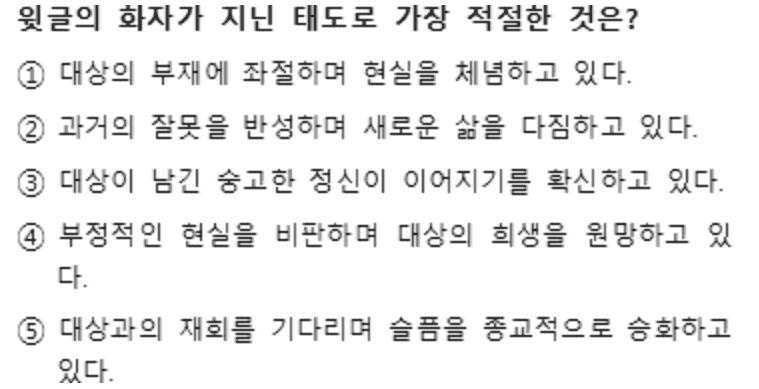 윗글의 화자가 지닌 태도로 가장 적절한 것은?
① 대상의 부재에 좌절하며 현실을 체념하고 있다.
② 과거의 잘못을 반성하며 새로운 삶을 다짐하고 있다.
③ 대상이 남긴 숭고한 정신이 이어지기를 확신하고 있다.
④ 부정적인 현실을 비판하며 대상의 희생을 원망하고 있
다.
⑤ 대상과의 재회를 기다리며 슬픔을 종교적으로 승화하고
있다.